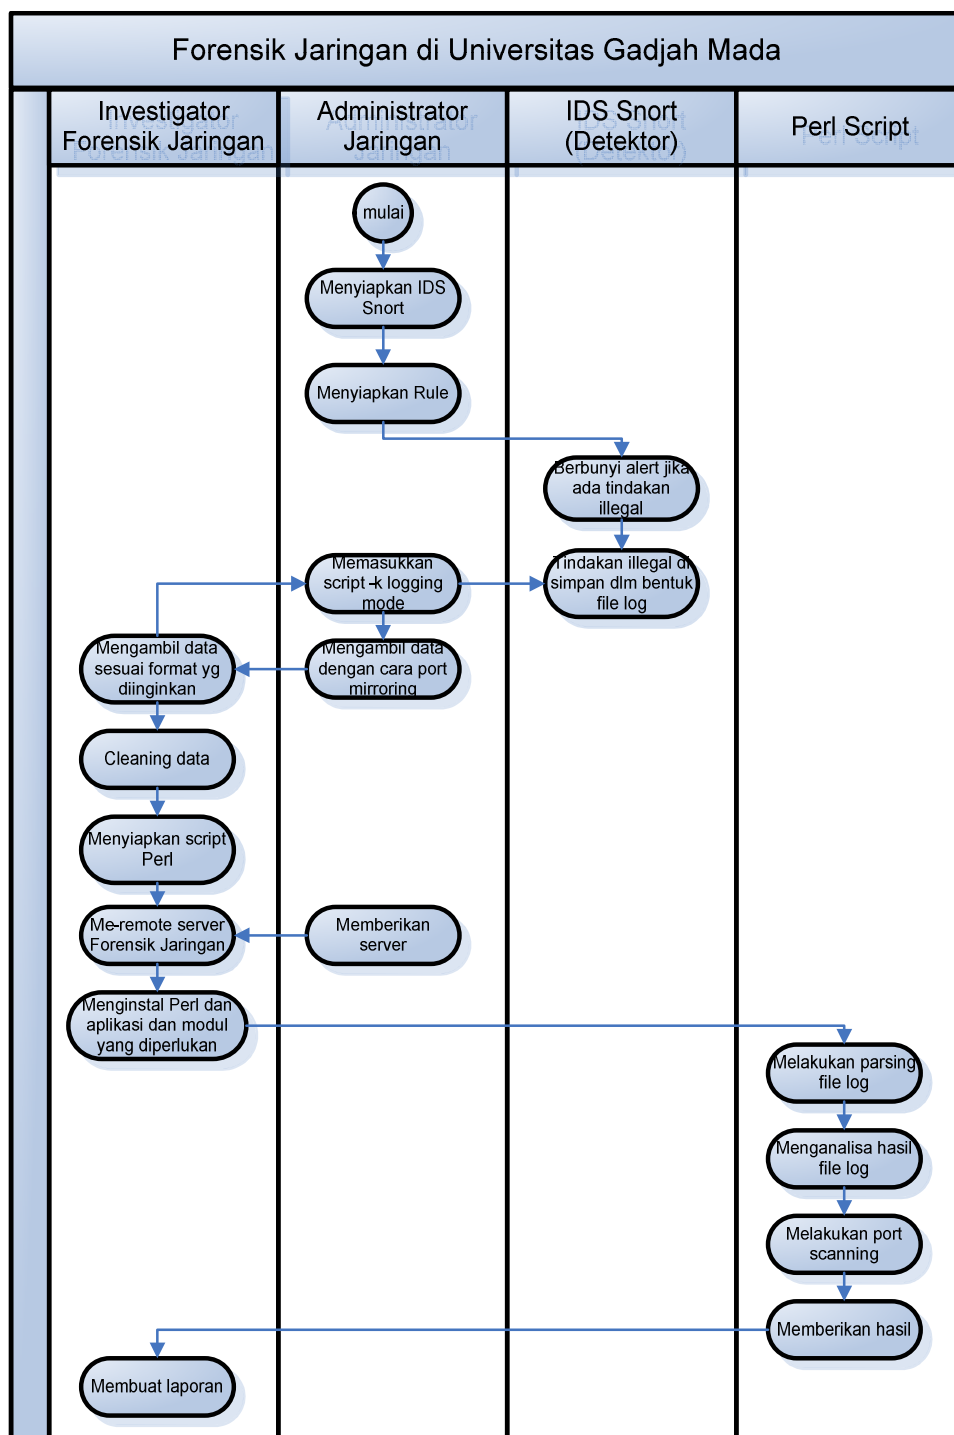 Forensik Jaringan di Universitas Gadjah Mada
Investigator
Forensik Jaringan
Administrator
Jaringan
IDS Snort
(Detektor)
Perl Script
mulai
Menyiapkan IDS
Snort
Menyiapkan Rule
Berbunyi alert jika
ada tindakan
illegal
Memasukkan
script -k logging
mode
Tindakan illegal di
simpan dlm bentuk
file log
Mengambil data
sesuai format yg
diinginkan
Mengambil data
dengan cara port
mirroring
Cleaning data
Menyiapkan script
Perl
Me-remote server
Forensik Jaringan
Memberikan
server
Menginstal Perl dan
aplikasi dan modul
yang diperlukan
Melakukan parsing
file log
Menganalisa hasil
file log
Melakukan port
scanning
Memberikan hasil
Membuat laporan